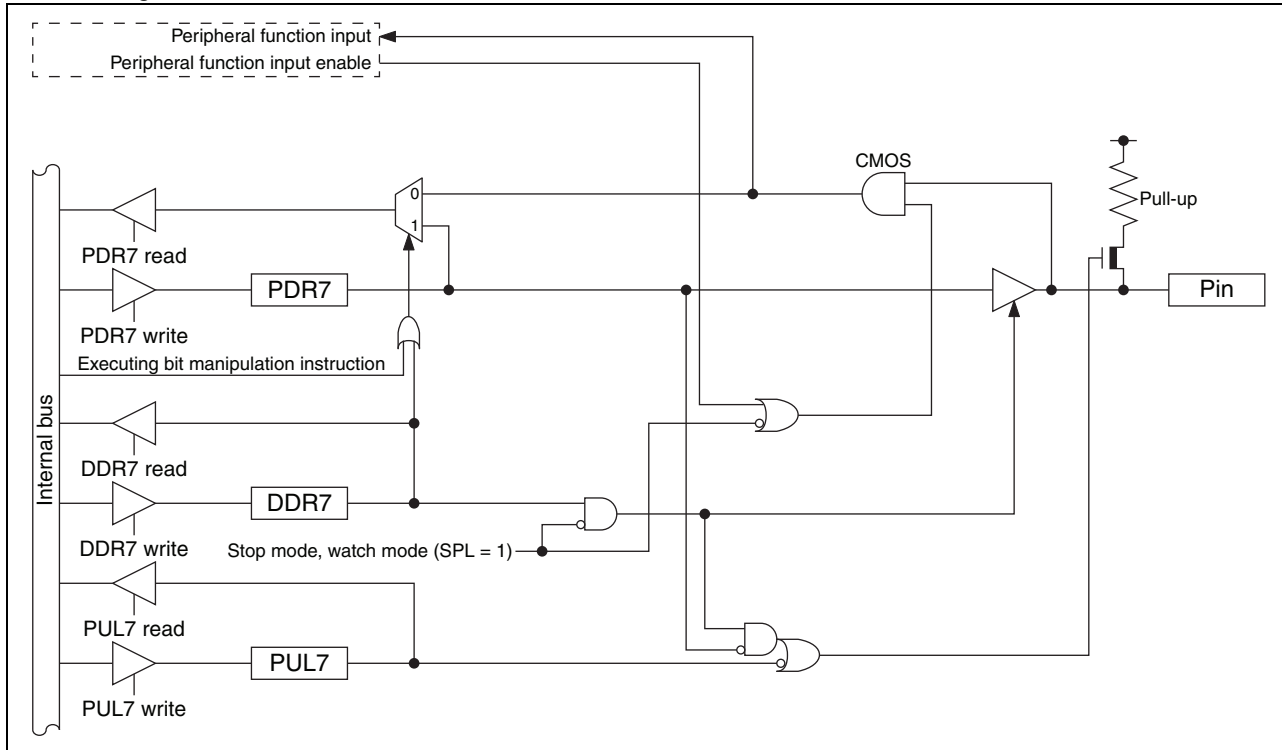 Peripheral function input
Peripheral function input enable
CMOS
Pull-up
0
1
PDR7 read
PDR7
Pin
PDR7 write
Executing bit manipulation instruction
Internal bus
DDR7 read
DDR7
DDR7 write
Stop mode, watch mode (SPL = 1)
PUL7 read
PUL7
PUL7 write